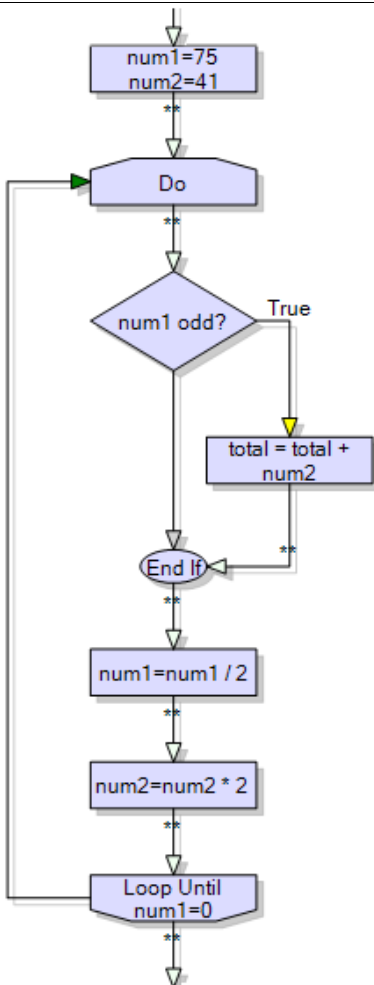 num1=75
num2=41
**
Do
**
num1 odd?
True
total = total +
num2
**
End If
**
num1=num1 / 2
**
num2=num2 * 2
**
Loop Until
num1=0
**